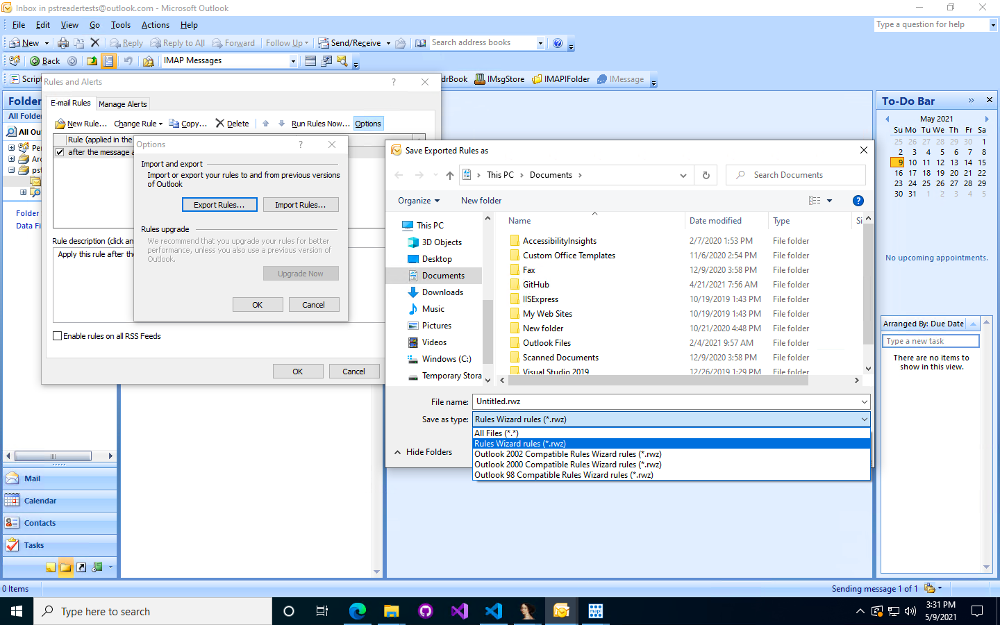 Inbox in pstreadertests@outlook.com - Microsoft Outlook
File Edit View Go Tools Actions Help
Type a question for help
New Reply Reply to All Forward Follow Up Send/Receive Search address books
Back IMAP Messages
Script
drBook IMsgStore IMAPIFolder IMessage
Rules and Alerts
E-mail Rules Manage Alerts
New Rule... Change Rule Copy... Delete Run Rules Now... Options
Rule (applied in the
after the message a
Rule description (click an
Apply this rule after the
Enable rules on all RSS Feeds
OK Cancel
Options
Import and export
Import or export your rules to and from previous versions
of Outlook
Export Rules... Import Rules...
Rules upgrade
We recommend that you upgrade your rules for better
performance, unless you also use a previous version of
Outlook.
Upgrade Now
OK Cancel
Save Exported Rules as
This PC Documents
Search Documents
Organize New folder
This PC
3D Objects
Desktop
Documents
Downloads
Music
Pictures
Videos
Windows (C:)
Temporary Stora
Name Date modified Type Si
AccessibilityInsights 2/7/2020 1:53 PM File folder
Custom Office Templates 11/6/2020 2:54 PM File folder
Fax 12/9/2020 3:58 PM File folder
GitHub 4/21/2021 7:56 AM File folder
IISExpress 10/19/2019 1:43 PM File folder
My Web Sites 10/19/2019 1:43 PM File folder
New folder 10/21/2020 4:48 PM File folder
Outlook Files 2/4/2021 9:57 AM File folder
Scanned Documents 12/9/2020 3:58 PM File folder
Visual Studio 2019 12/26/2019 1:29 PM File folder
File name: Untitled.rwz
Save as type: Rules Wizard rules (*.rwz)
All Files (*.*)
Rules Wizard rules (*.rwz)
Outlook 2002 Compatible Rules Wizard rules (*.rwz)
Outlook 2000 Compatible Rules Wizard rules (*.rwz)
Outlook 98 Compatible Rules Wizard rules (*.rwz)
Hide Folders
Folder
All Folde
All Out
Per
Arc
pst
Folder
Data Fi
Mail
Calendar
Contacts
Tasks
To-Do Bar
May 2021
Su Mo Tu We Th Fr Sa
25 26 27 28 29 30 1
2 3 4 5 6 7 8
9 10 11 12 13 14 15
16 17 18 19 20 21 22
23 24 25 26 27 28 29
30 31 1 2 3 4 5
No upcoming appointments.
Arranged By: Due Date
Type a new task
There are no items to
show in this view.
0 Items
Sending message 1 of 1
Type here to search
mapi
3:31 PM
5/9/2021